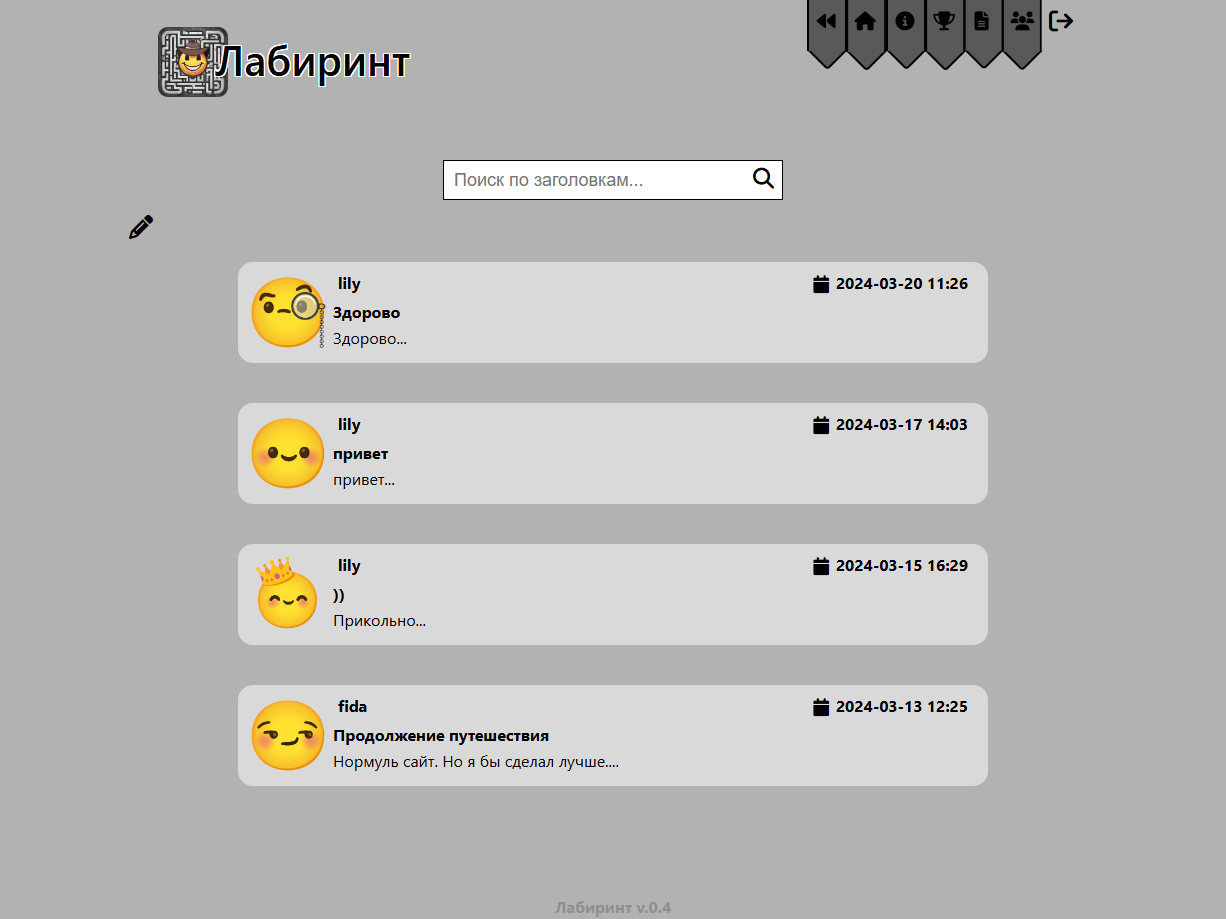 Лабиринт
Поиск по заголовкам...
lily
2024-03-20 11:26
Здорово
Здорово...
lily
2024-03-17 14:03
привет
привет...
lily
2024-03-15 16:29
))
Прикольно...
fida
2024-03-13 12:25
Продолжение путешествия
Нормуль сайт. Но я бы сделал лучше....
Лабиринт v.0.4